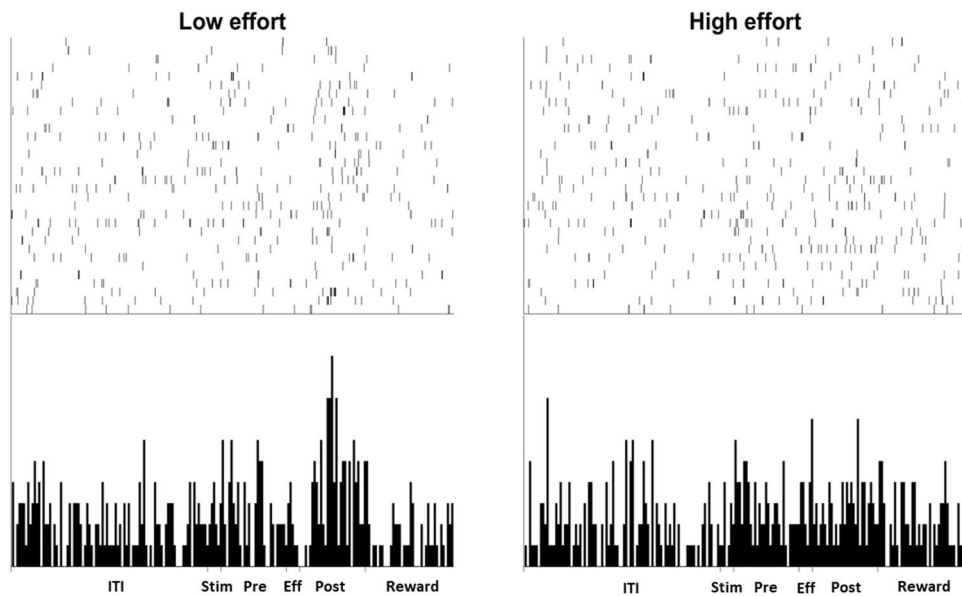 Low effort
High effort
ITI Stim Pre Eff Post Reward
ITI Stim Pre Eff Post Reward